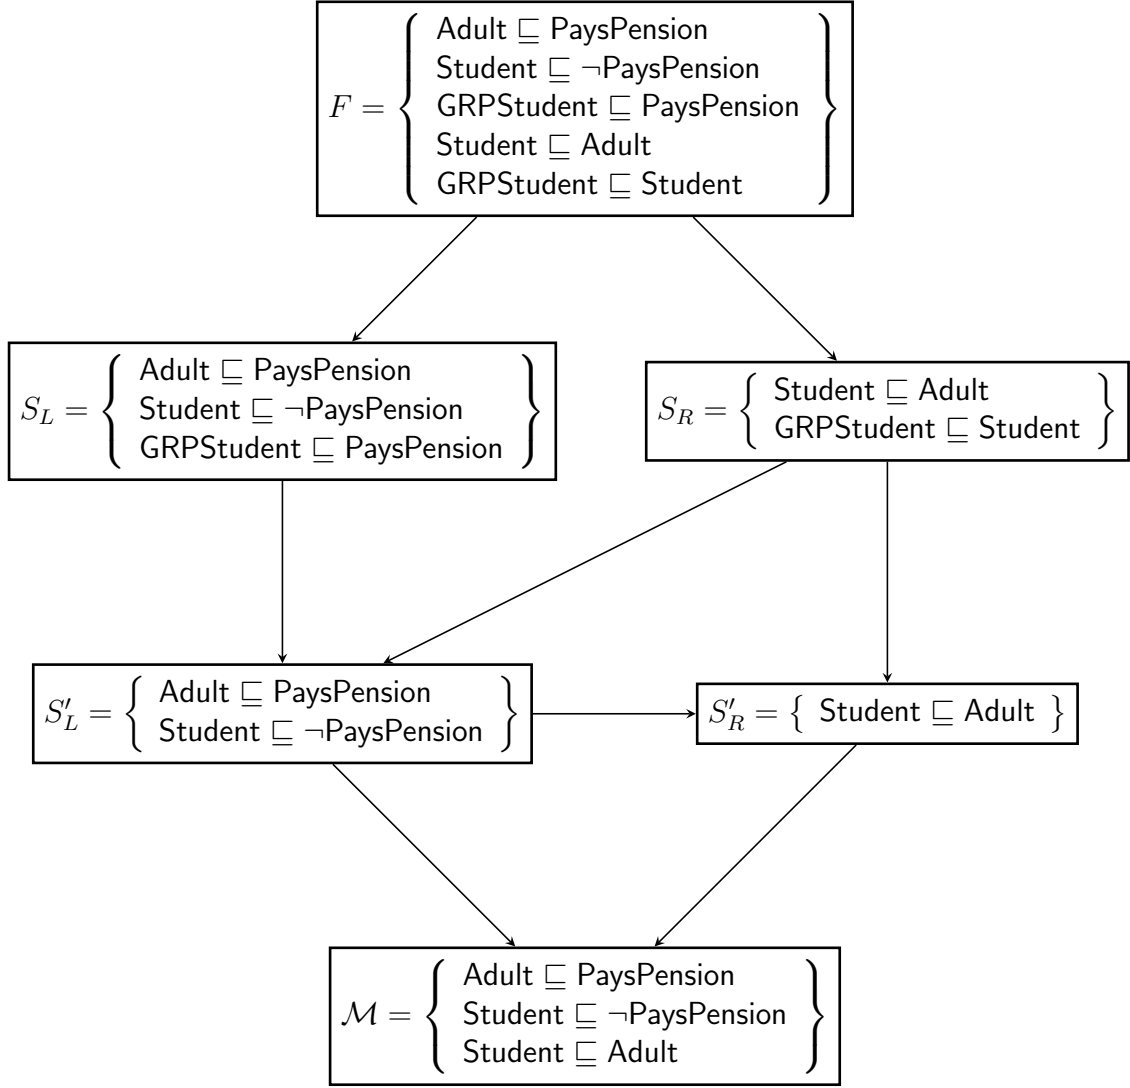 F = { Adult ⊑ PaysPension
Student ⊑ ¬PaysPension
GRPStudent ⊑ PaysPension
Student ⊑ Adult
GRPStudent ⊑ Student }
S_L = { Adult ⊑ PaysPension
Student ⊑ ¬PaysPension
GRPStudent ⊑ PaysPension }
S_R = { Student ⊑ Adult
GRPStudent ⊑ Student }
S′_L = { Adult ⊑ PaysPension
Student ⊑ ¬PaysPension }
S′_R = { Student ⊑ Adult }
ℳ = { Adult ⊑ PaysPension
Student ⊑ ¬PaysPension
Student ⊑ Adult }